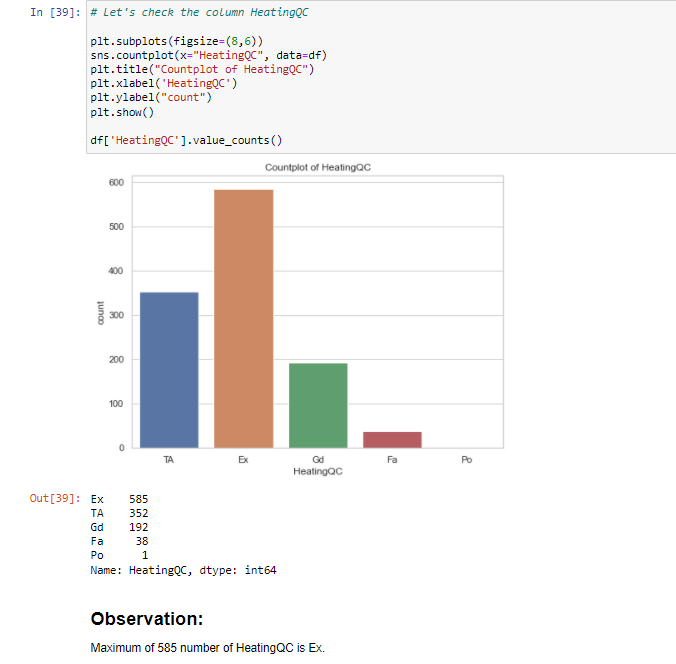 In [39]: # Let's check the column HeatingQC
plt.subplots(figsize=(8,6))
sns.countplot(x="HeatingQC", data=df)
plt.title("Countplot of HeatingQC")
plt.xlabel('HeatingQC')
plt.ylabel("count")
plt.show()
df['HeatingQC'].value_counts()
Countplot of HeatingQC
600
500
400
300
200
100
0
count
TA Ex Gd Fa Po
HeatingQC
Out[39]: Ex 585
TA 352
Gd 192
Fa 38
Po 1
Name: HeatingQC, dtype: int64
Observation:
Maximum of 585 number of HeatingQC is Ex.